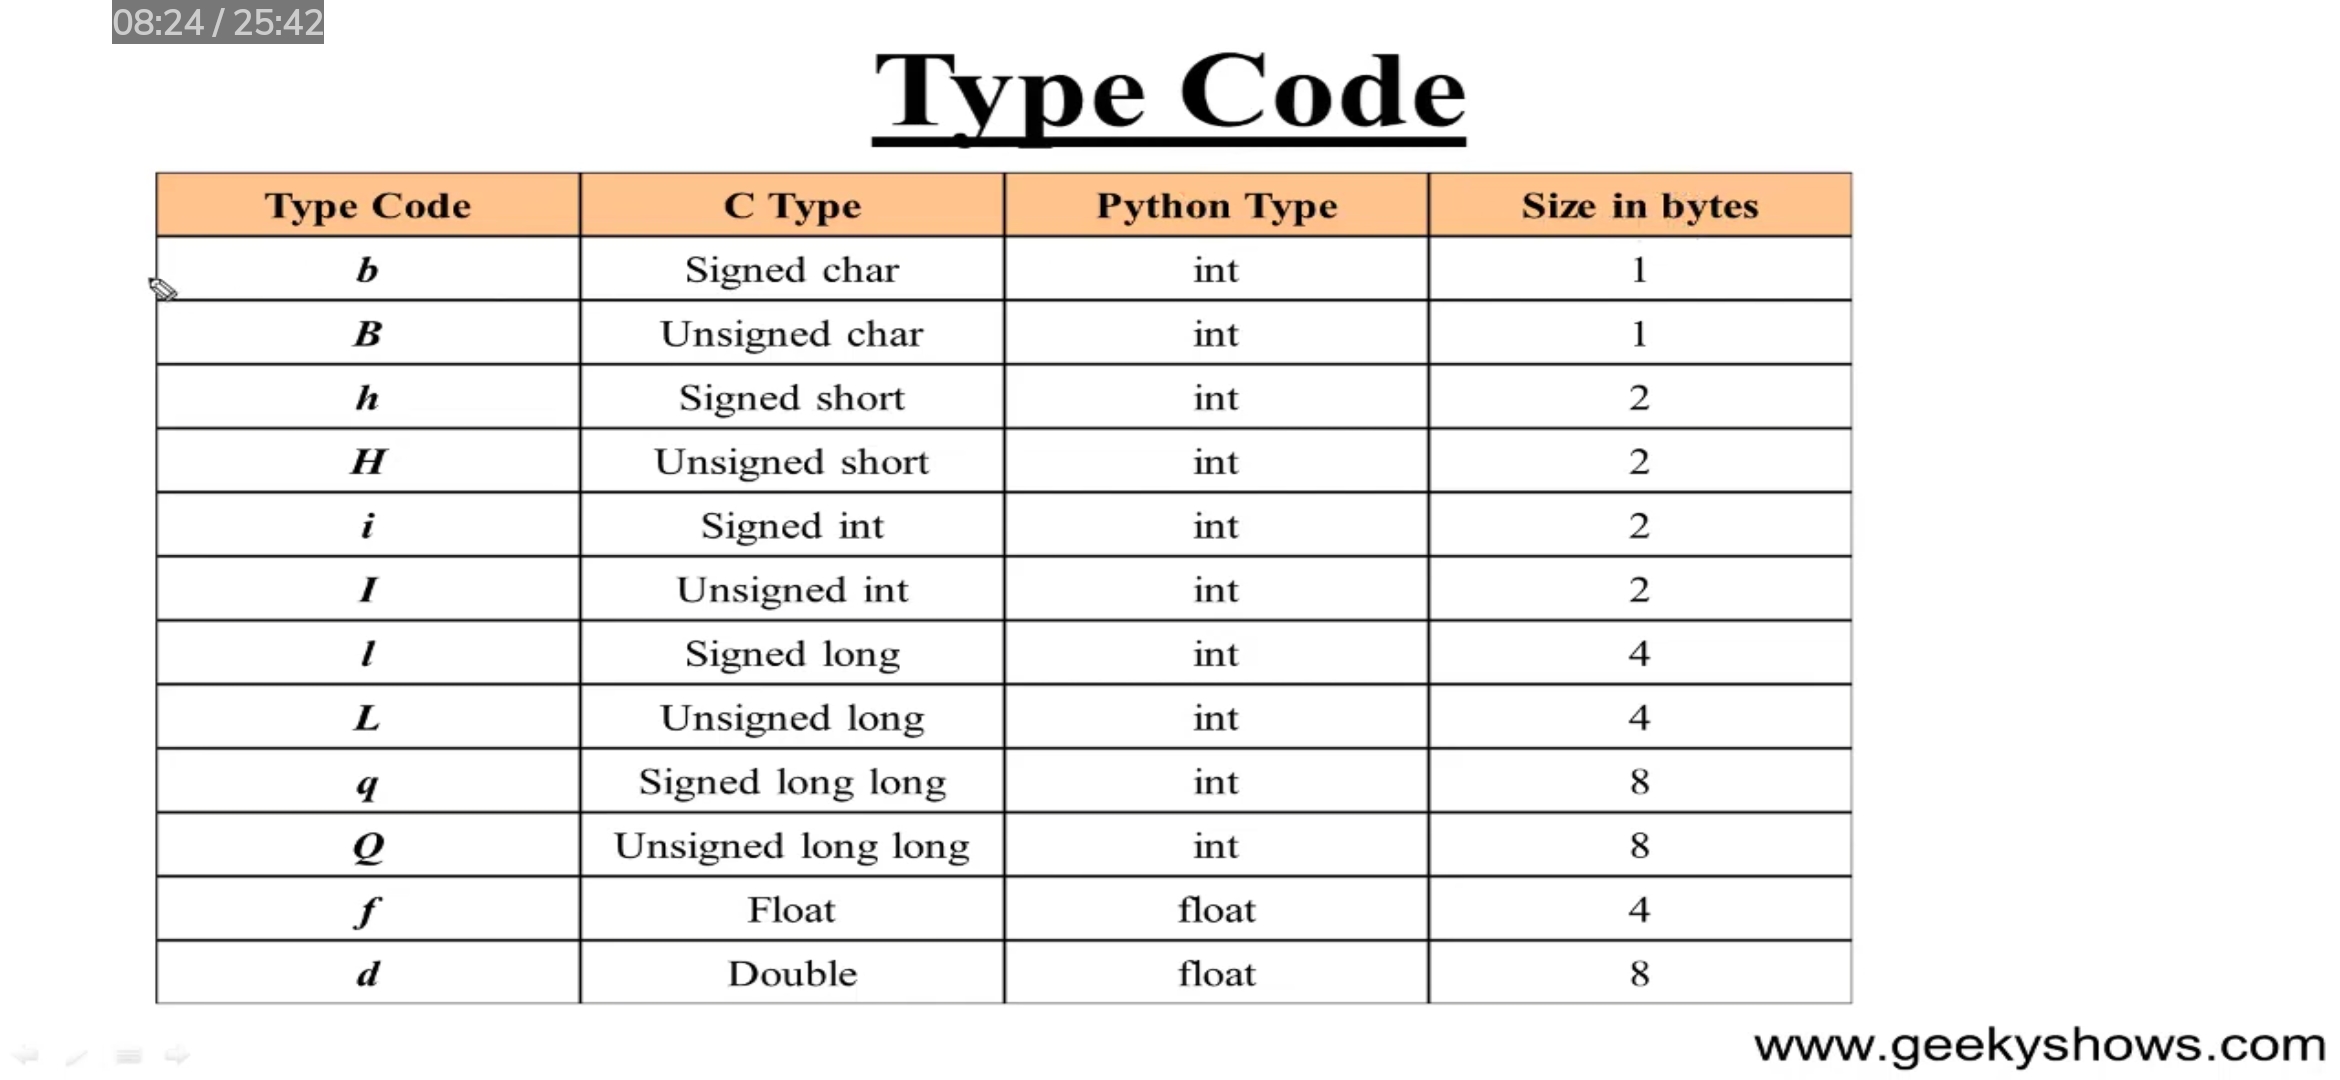 08:24 / 25:42
Type Code
Type Code C Type Python Type Size in bytes
b Signed char int 1
B Unsigned char int 1
h Signed short int 2
H Unsigned short int 2
i Signed int int 2
I Unsigned int int 2
l Signed long int 4
L Unsigned long int 4
q Signed long long int 8
Q Unsigned long long int 8
f Float float 4
d Double float 8
www.geekyshows.com